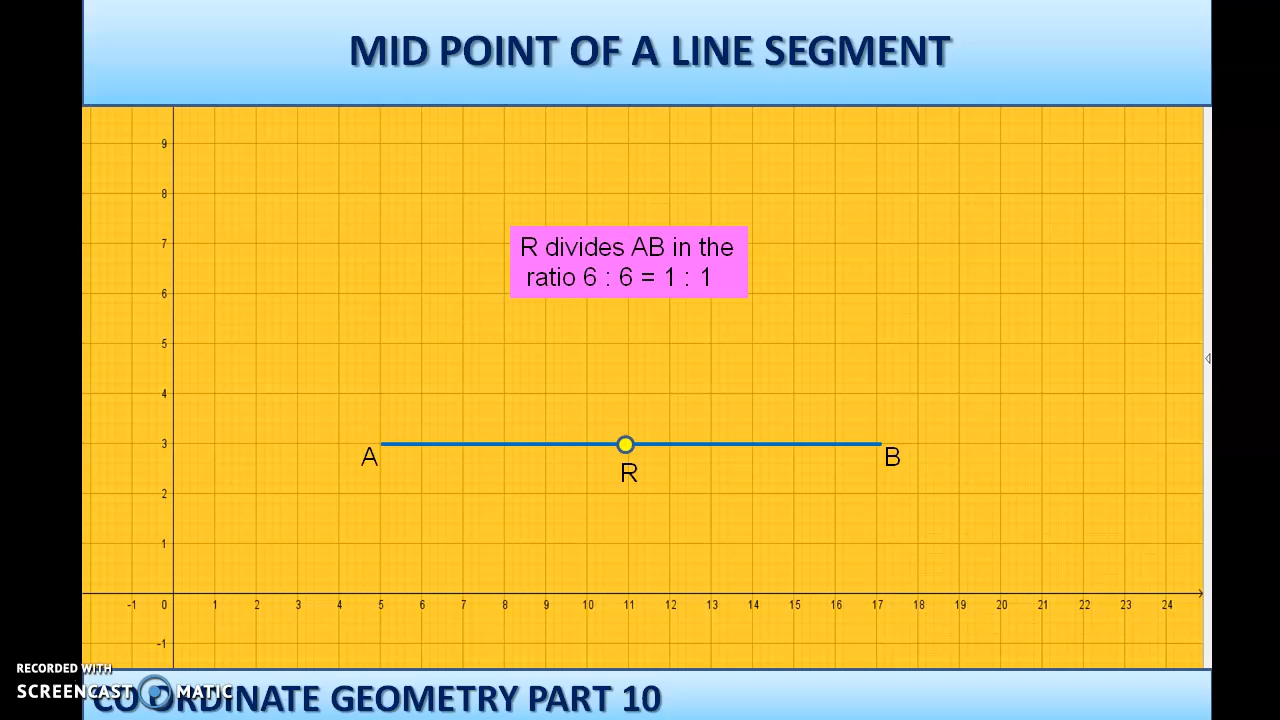 MID POINT OF A LINE SEGMENT
9
8
7
R divides AB in the
ratio 6 : 6 = 1 : 1
6
5
4
3
A
B
R
2
1
-1 0 1 2 3 4 5 6 7 8 9 10 11 12 13 14 15 16 17 18 19 20 21 22 23 24
-1
RECORDED WITH
SCREENCAST MATIC
COORDINATE GEOMETRY PART 10